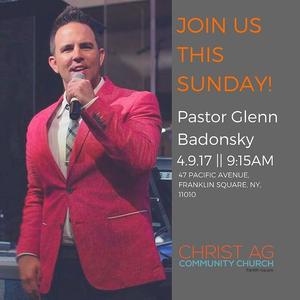 JOIN US
THIS
SUNDAY!
Pastor Glenn
Badonsky
4.9.17 || 9:15AM
47 PACIFIC AVENUE,
FRANKLIN SQUARE, NY,
11010
CHRIST AG
COMMUNITY CHURCH